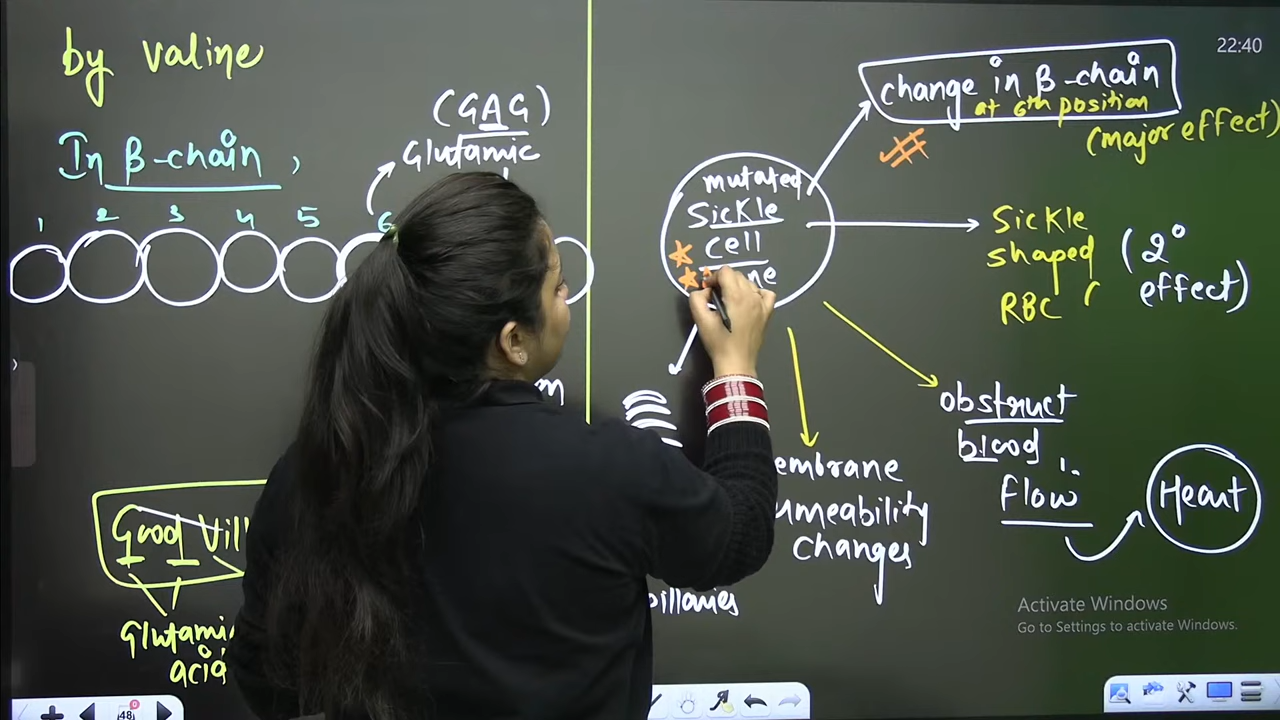 by valine
In β-chain,
1 2 3 4 5 6
(GAG)
Glutamic
Good Vill
Glutami
acid
mutated
Sickle
cell
change in β-chain
at 6th position
(major effect)
Sickle
shaped
RBC
(2° effect)
obstruct
blood
flow
Heart
embrane
meability
changes
pillaries
22:40
Activate Windows
Go to Settings to activate Windows.
48